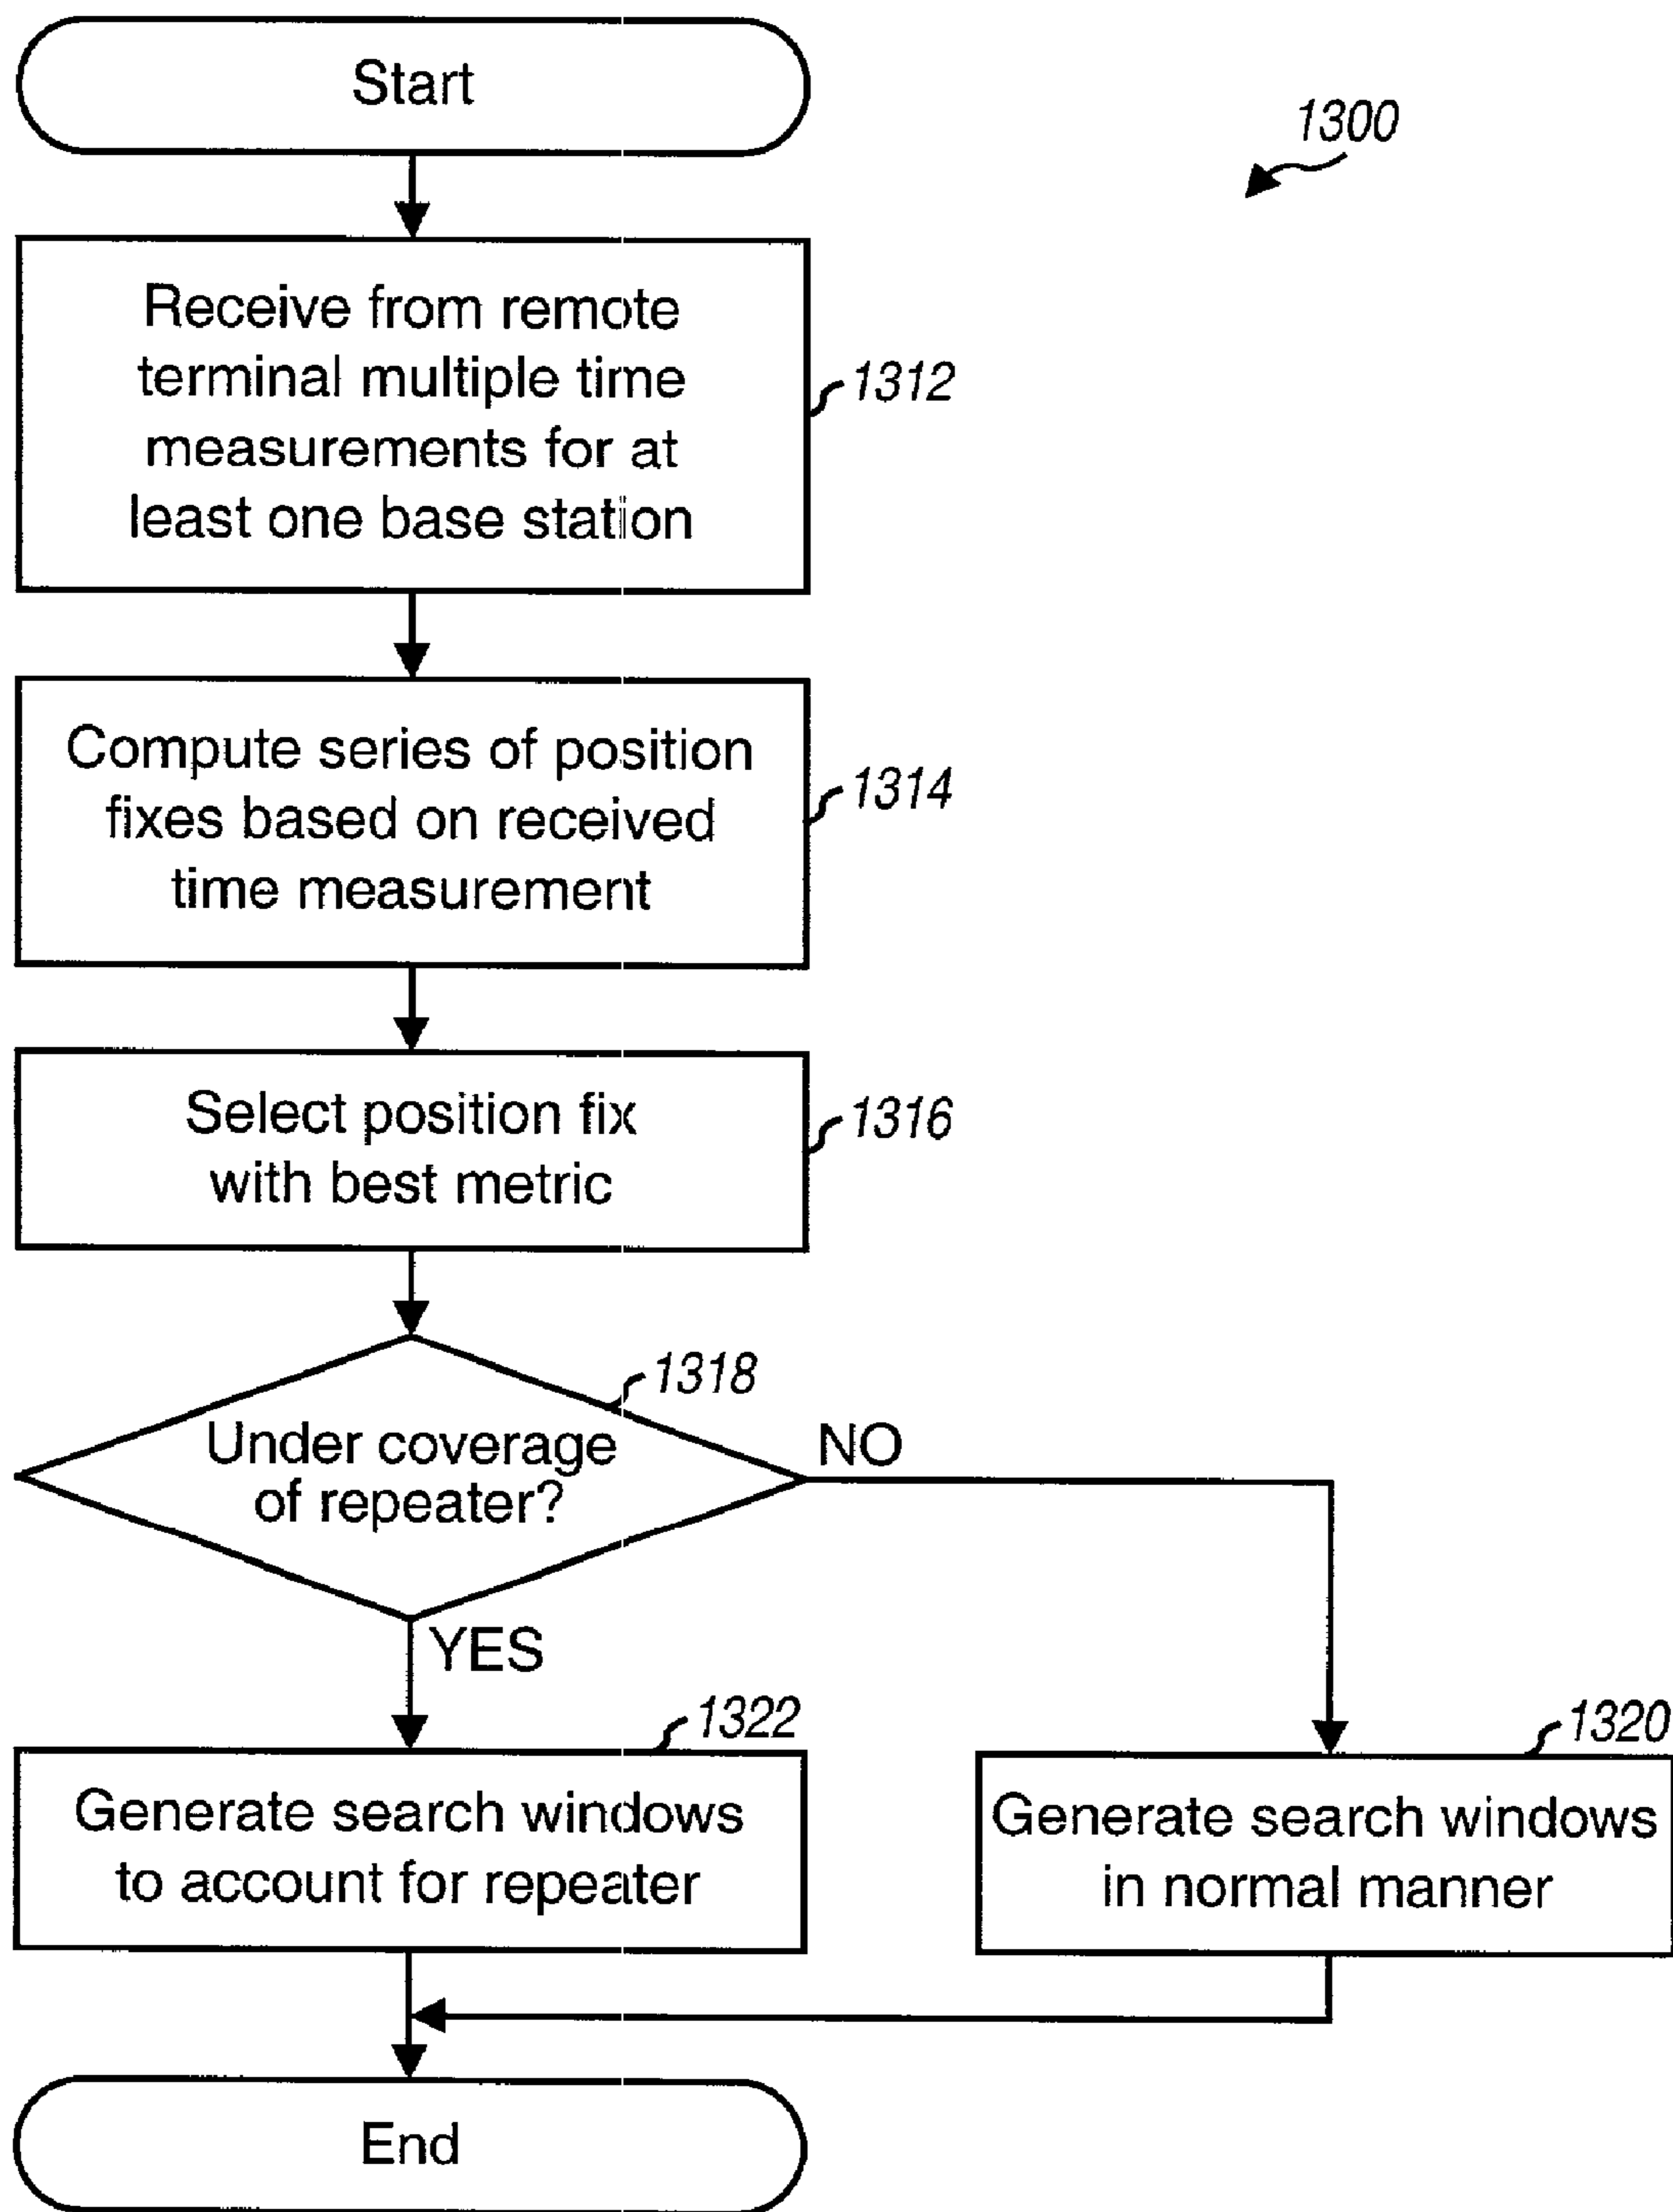 Start
1300
Receive from remote
terminal multiple time
measurements for at
least one base station
1312
Compute series of position
fixes based on received
time measurement
1314
Select position fix
with best metric
1316
1318
Under coverage
of repeater?
NO
YES
1322
Generate search windows
to account for repeater
1320
Generate search windows
in normal manner
End